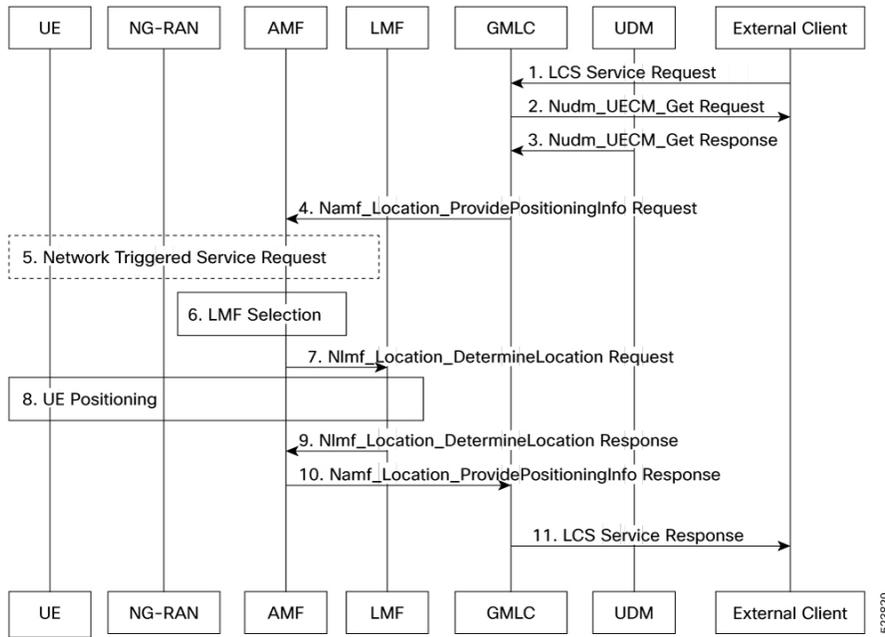 UE NG-RAN AMF LMF GMLC UDM External Client
1. LCS Service Request
2. Nudm_UECM_Get Request
3. Nudm_UECM_Get Response
4. Namf_Location_ProvidePositioningInfo Request
5. Network Triggered Service Request
6. LMF Selection
7. Nlmf_Location_DetermineLocation Request
8. UE Positioning
9. Nlmf_Location_DetermineLocation Response
10. Namf_Location_ProvidePositioningInfo Response
11. LCS Service Response
UE NG-RAN AMF LMF GMLC UDM External Client